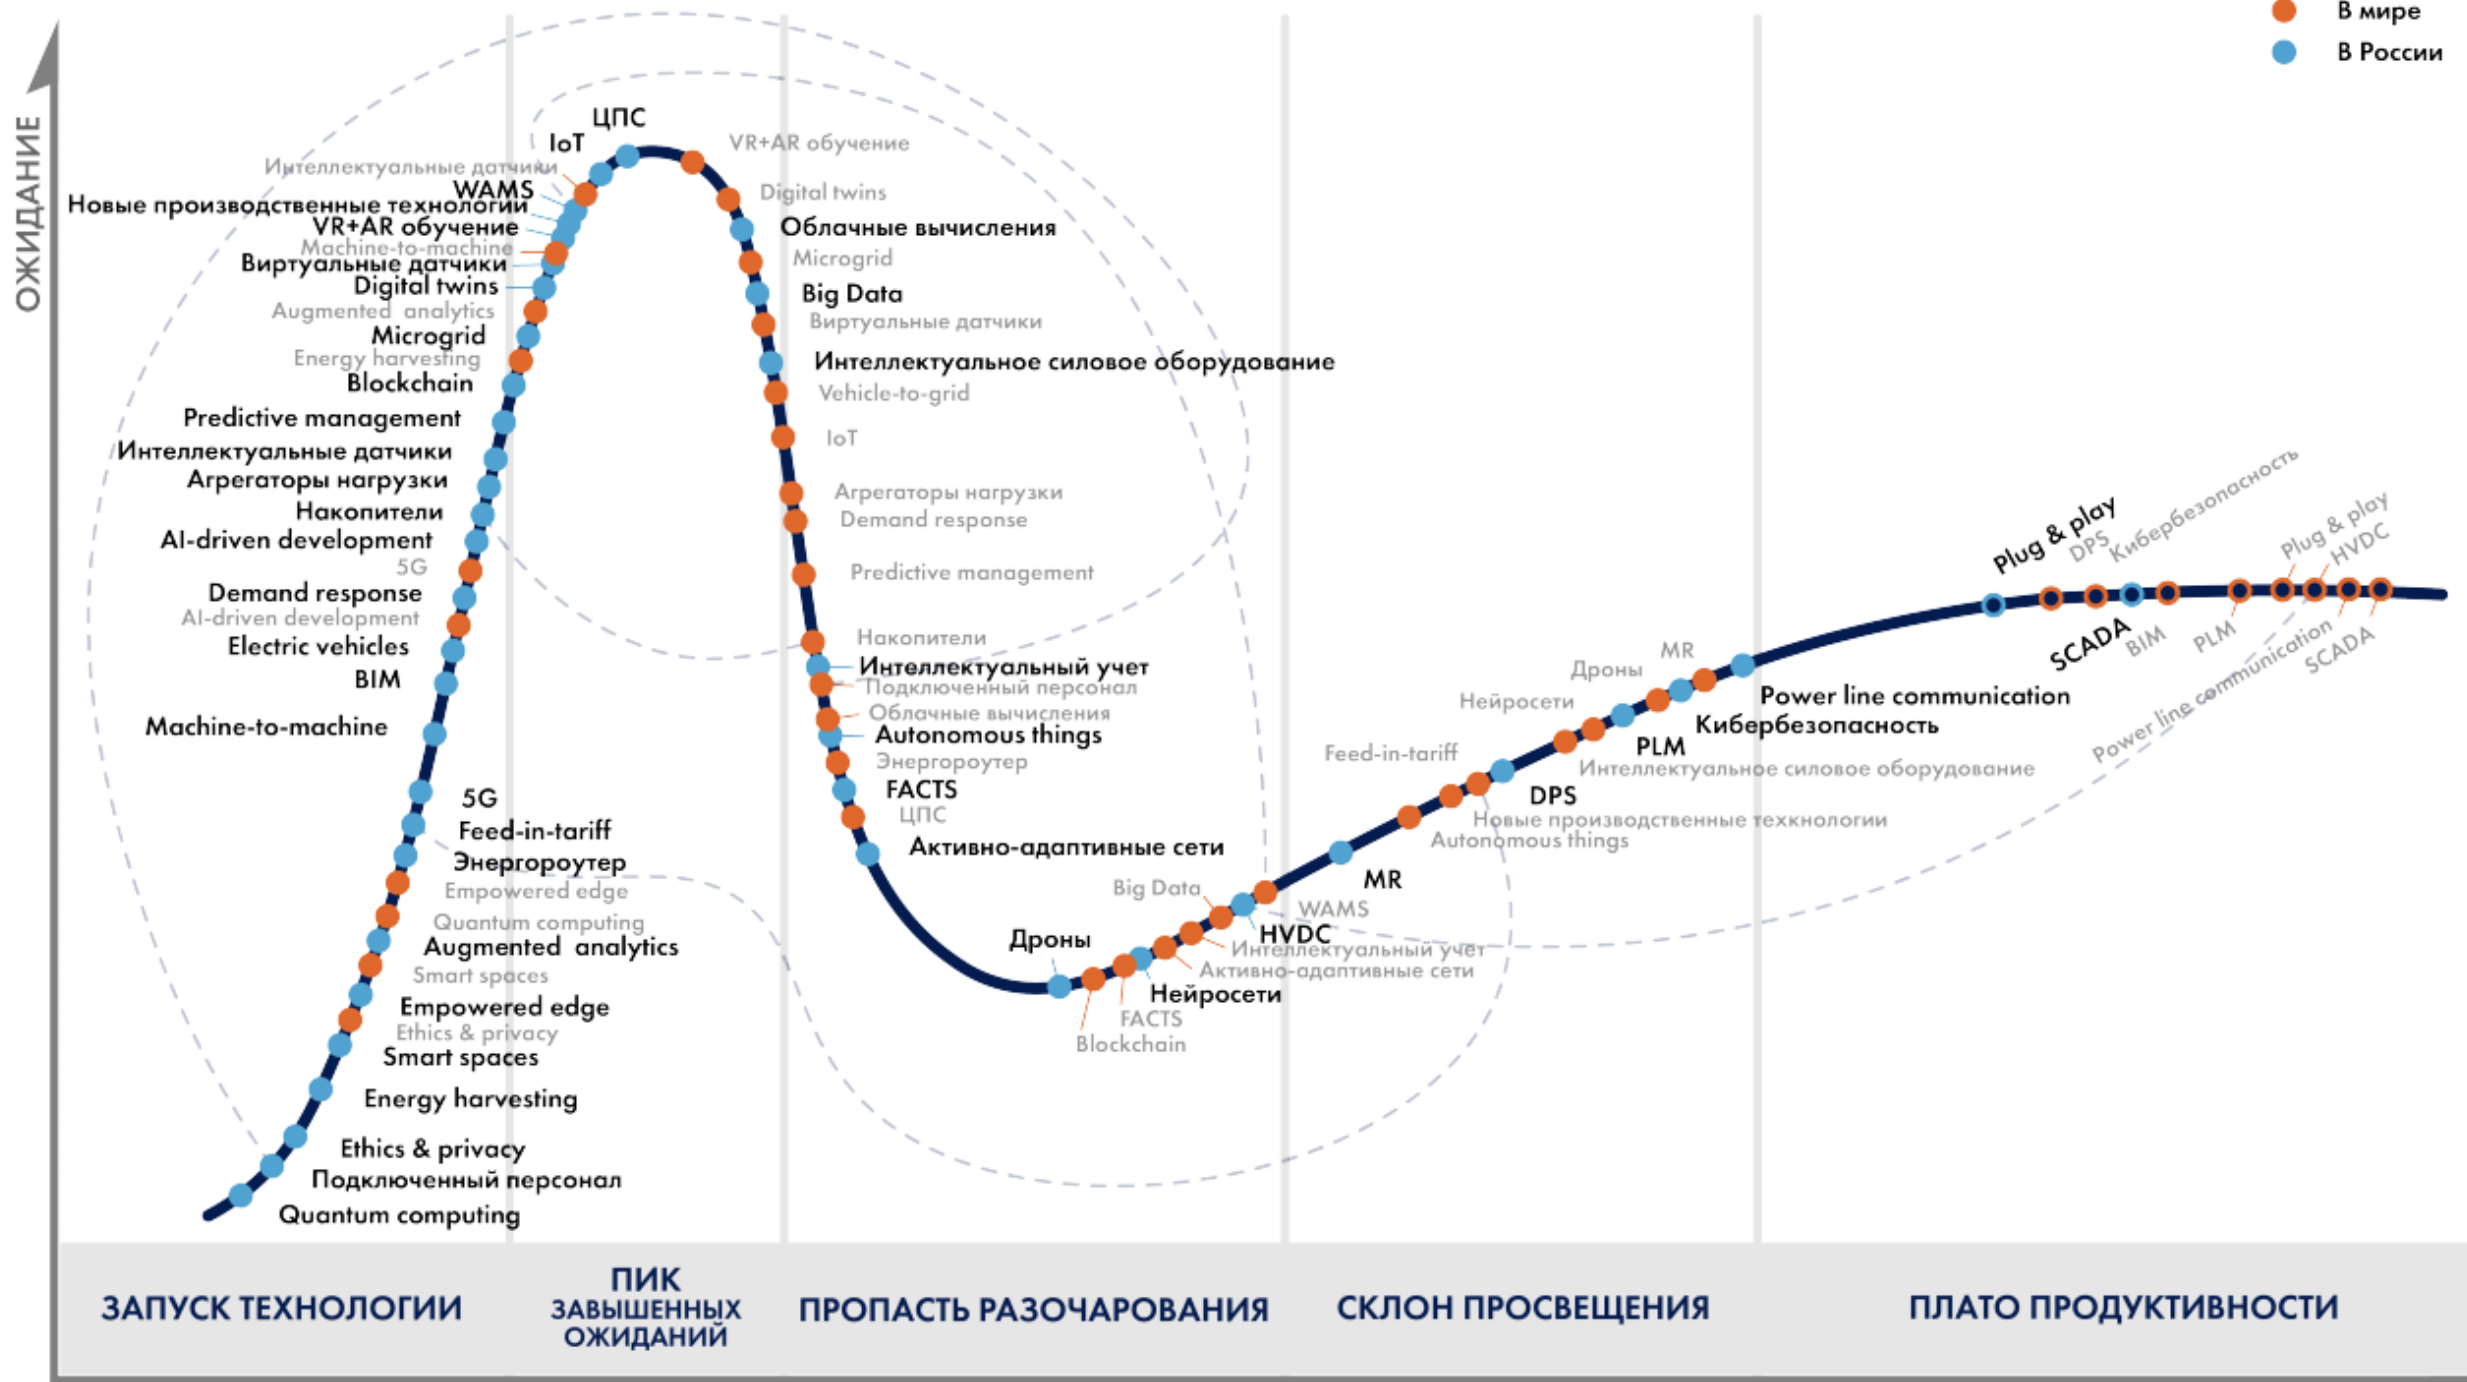 В мире
В России
ОЖИДАНИЕ
ЦПС
IoT
Интеллектуальные датчики
WAMS
Новые производственные технологии
VR+AR обучение
Machine-to-machine
Виртуальные датчики
Digital twins
Augmented analytics
Microgrid
Energy harvesting
Blockchain
Predictive management
Интеллектуальные датчики
Агрегаторы нагрузки
Накопители
AI-driven development
5G
Demand response
AI-driven development
Electric vehicles
BIM
Machine-to-machine
5G
Feed-in-tariff
Энергороутер
Empowered edge
Quantum computing
Augmented analytics
Smart spaces
Empowered edge
Ethics & privacy
Smart spaces
Energy harvesting
Ethics & privacy
Подключенный персонал
Quantum computing
VR+AR обучение
Digital twins
Облачные вычисления
Microgrid
Big Data
Виртуальные датчики
Интеллектуальное силовое оборудование
Vehicle-to-grid
IoT
Агрегаторы нагрузки
Demand response
Predictive management
Накопители
Интеллектуальный учет
Подключенный персонал
Облачные вычисления
Autonomous things
Энергороутер
FACTS
ЦПС
Активно-адаптивные сети
Дроны
Blockchain
FACTS
Нейросети
Активно-адаптивные сети
Интеллектуальный учет
Big Data
HVDC
WAMS
MR
Autonomous things
Новые производственные техкнологии
Feed-in-tariff
DPS
Интеллектуальное силовое оборудование
Нейросети
PLM
Дроны
Кибербезопасность
MR
Power line communication
Plug & play
DPS
Кибербезопасность
SCADA
BIM
PLM
Plug & play
HVDC
Power line communication
SCADA
ЗАПУСК ТЕХНОЛОГИИ
ПИК
ЗАВЫШЕННЫХ
ОЖИДАНИЙ
ПРОПАСТЬ РАЗОЧАРОВАНИЯ
СКЛОН ПРОСВЕЩЕНИЯ
ПЛАТО ПРОДУКТИВНОСТИ